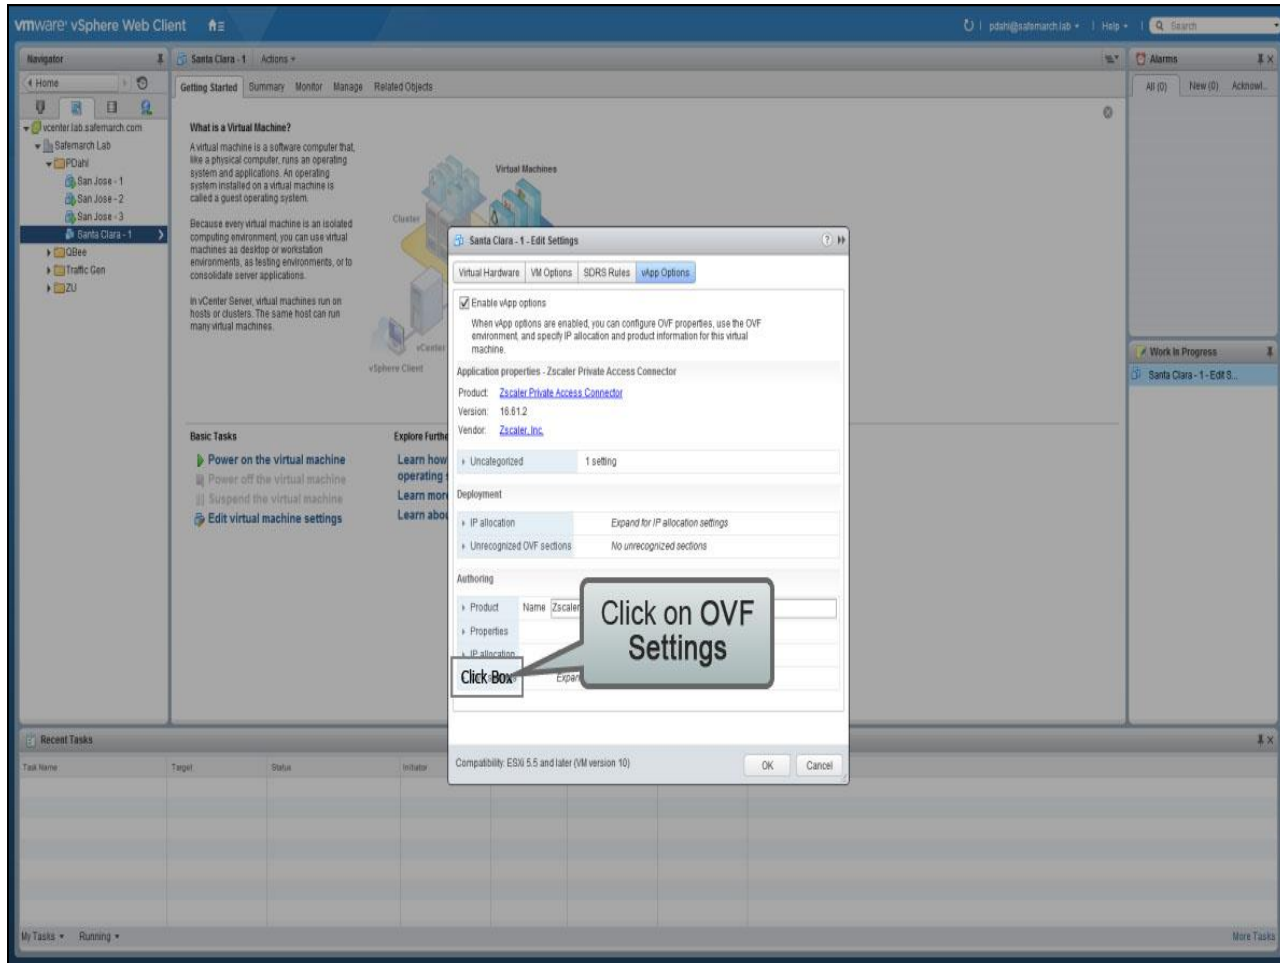 vmware® vSphere Web Client
pdahl@safemarch.lab
Help
Search
Navigator
Home
vcenter.lab.safemarch.com
Safemarch Lab
PDahl
San Jose - 1
San Jose - 2
San Jose - 3
Santa Clara - 1
QBee
Traffic Gen
ZU
Santa Clara - 1 Actions
Getting Started Summary Monitor Manage Related Objects
What is a Virtual Machine?
A virtual machine is a software computer that,
like a physical computer, runs an operating
system and applications. An operating
system installed on a virtual machine is
called a guest operating system.
Because every virtual machine is an isolated
computing environment, you can use virtual
machines as desktop or workstation
environments, as testing environments, or to
consolidate server applications.
In vCenter Server, virtual machines run on
hosts or clusters. The same host can run
many virtual machines.
Virtual Machines
Cluster
vCenter
vSphere Client
Basic Tasks
Power on the virtual machine
Power off the virtual machine
Suspend the virtual machine
Edit virtual machine settings
Explore Furthe
Learn how
operating s
Learn more
Learn abou
Santa Clara - 1 - Edit Settings
Virtual Hardware VM Options SDRS Rules vApp Options
Enable vApp options
When vApp options are enabled, you can configure OVF properties, use the OVF
environment, and specify IP allocation and product information for this virtual
machine.
Application properties - Zscaler Private Access Connector
Product: Zscaler Private Access Connector
Version: 16.61.2
Vendor: Zscaler, Inc.
Uncategorized 1 setting
Deployment
IP allocation Expand for IP allocation settings
Unrecognized OVF sections No unrecognized sections
Authoring
Product Name Zscaler
Properties
IP allocation
Click Box Expan
Click on OVF
Settings
Compatibility: ESXi 5.5 and later (VM version 10)
OK Cancel
Alarms
All (0) New (0) Acknowl...
Work In Progress
Santa Clara - 1 - Edit S...
Recent Tasks
Task Name Target Status Initiator
My Tasks Running
More Tasks